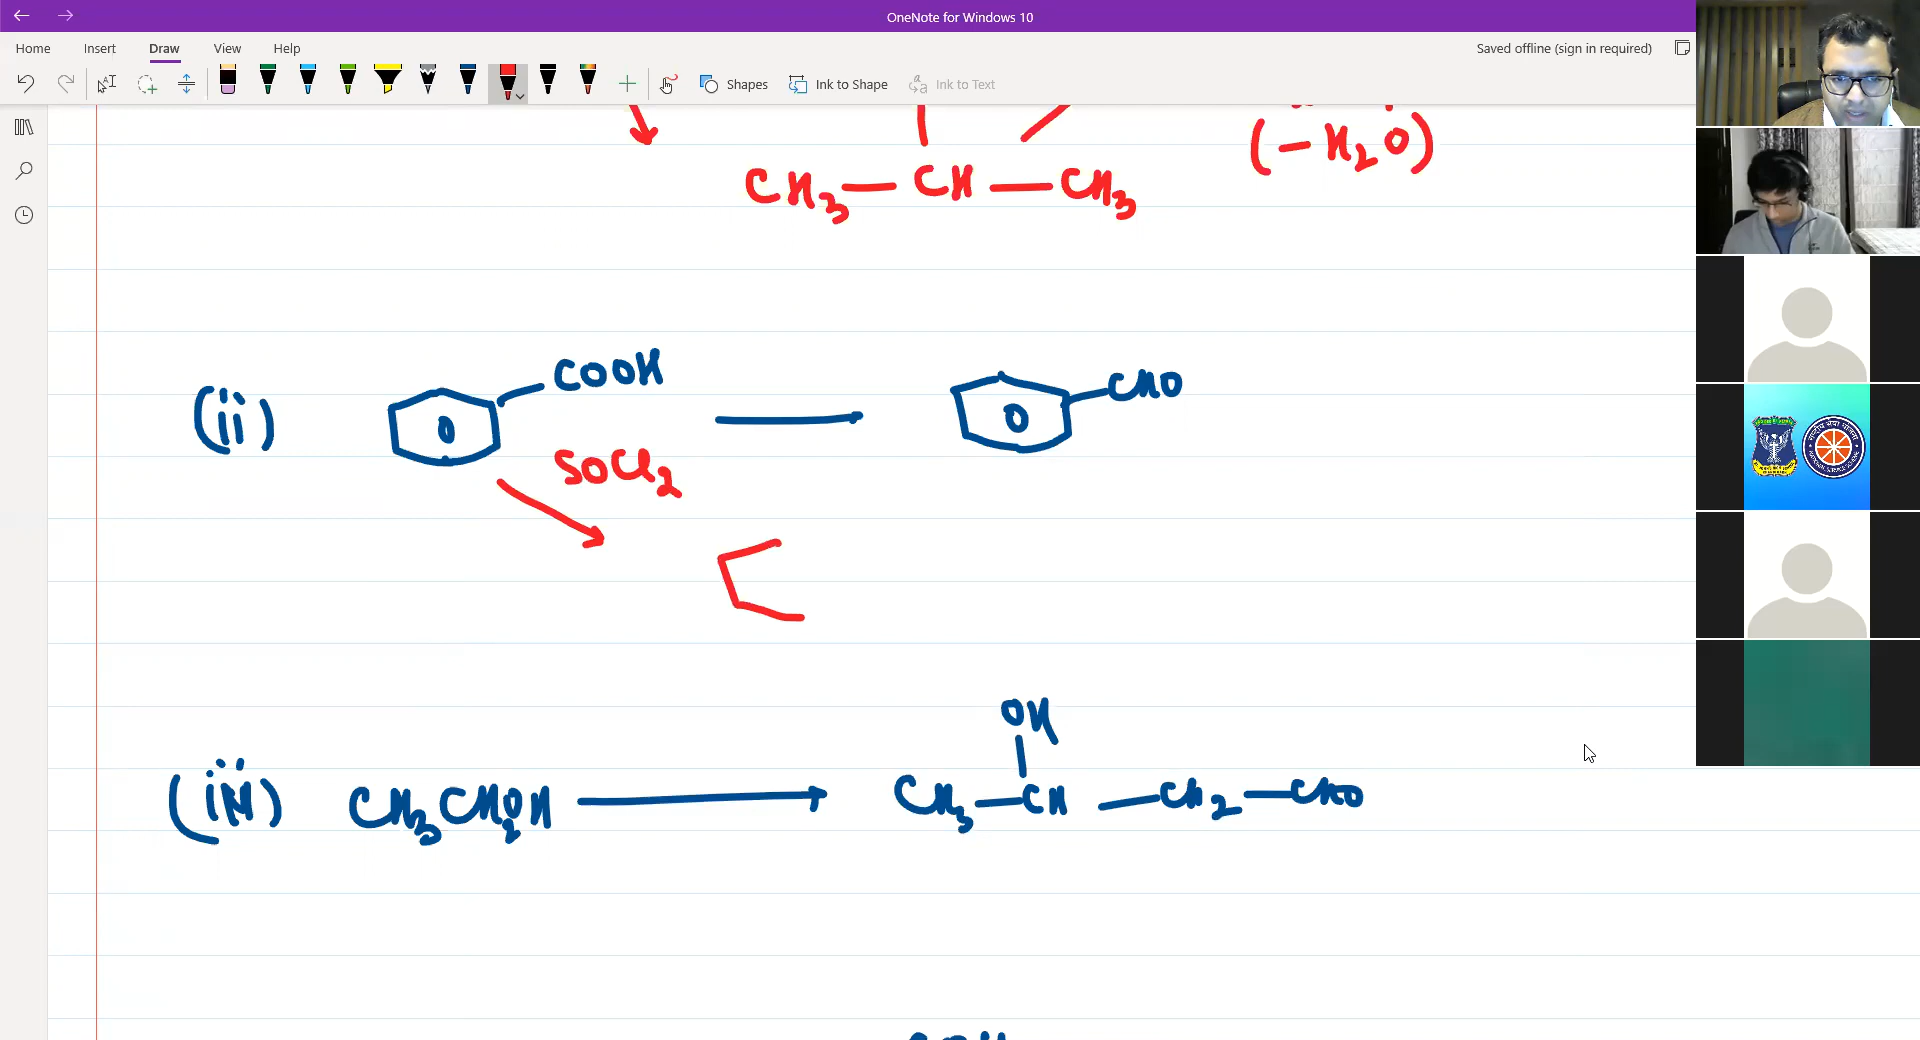 OneNote for Windows 10
Home Insert Draw View Help
Saved offline (sign in required)
Shapes Ink to Shape Ink to Text
(-H2O)
CH3-CH-CH3
(ii) COOH → CHO
O O
SOCl2
OH
(iii) CH3CH2OH → CH3-CH-CH2-CHO